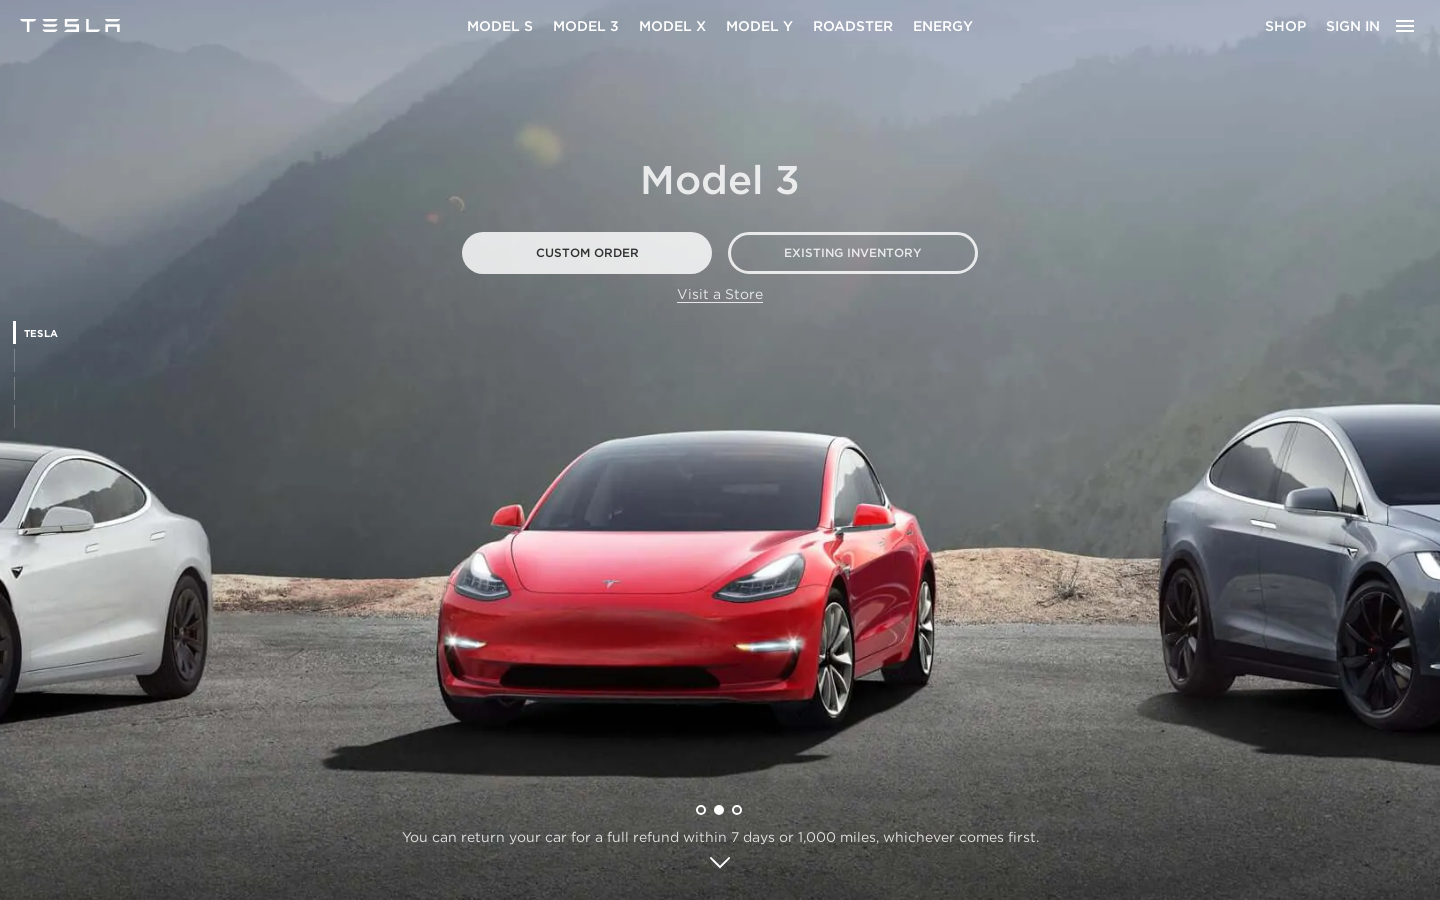 TESLA
MODEL S MODEL 3 MODEL X MODEL Y ROADSTER ENERGY
SHOP SIGN IN
Model 3
CUSTOM ORDER
EXISTING INVENTORY
Visit a Store
TESLA
You can return your car for a full refund within 7 days or 1,000 miles, whichever comes first.